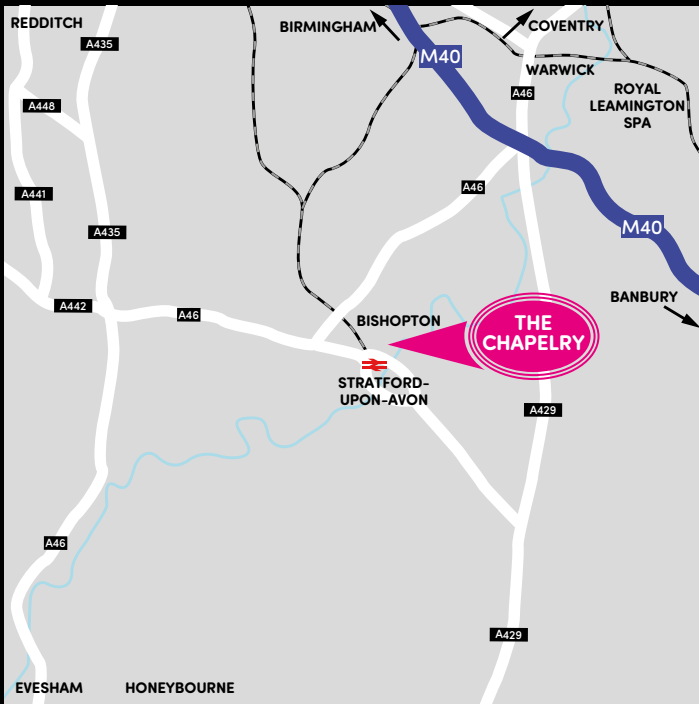 REDDITCH
A435
BIRMINGHAM
COVENTRY
M40
WARWICK
A46
ROYAL
LEAMINGTON
SPA
A448
A441
A46
A435
M40
A442
A46
BISHOPTON
BANBURY
THE
CHAPELRY
STRATFORD-
UPON-AVON
A429
A46
A429
EVESHAM
HONEYBOURNE